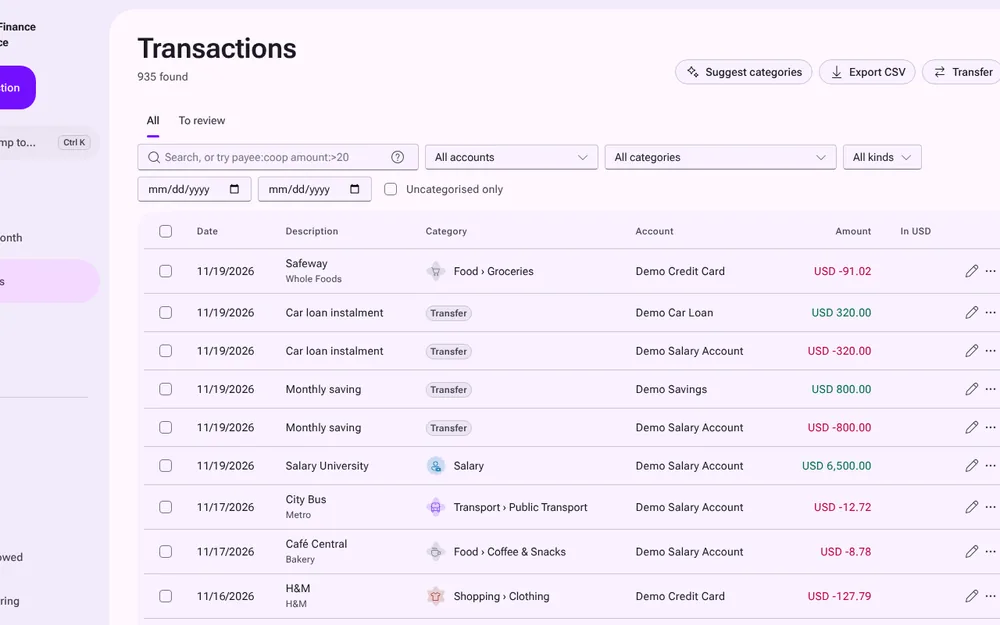 Finance
ce
tion
mp to... Ctrl K
onth
s
owed
ring
Transactions
935 found
Suggest categories Export CSV Transfer
All To review
Search, or try payee:coop amount:>20 All accounts All categories All kinds
mm/dd/yyyy mm/dd/yyyy Uncategorised only
Date Description Category Account Amount In USD
11/19/2026 Safeway Food › Groceries Demo Credit Card USD -91.02
Whole Foods
11/19/2026 Car loan instalment Transfer Demo Car Loan USD 320.00
11/19/2026 Car loan instalment Transfer Demo Salary Account USD -320.00
11/19/2026 Monthly saving Transfer Demo Savings USD 800.00
11/19/2026 Monthly saving Transfer Demo Salary Account USD -800.00
11/19/2026 Salary University Salary Demo Salary Account USD 6,500.00
11/17/2026 City Bus Transport › Public Transport Demo Salary Account USD -12.72
Metro
11/17/2026 Café Central Food › Coffee & Snacks Demo Salary Account USD -8.78
Bakery
11/16/2026 H&M Shopping › Clothing Demo Credit Card USD -127.79
H&M